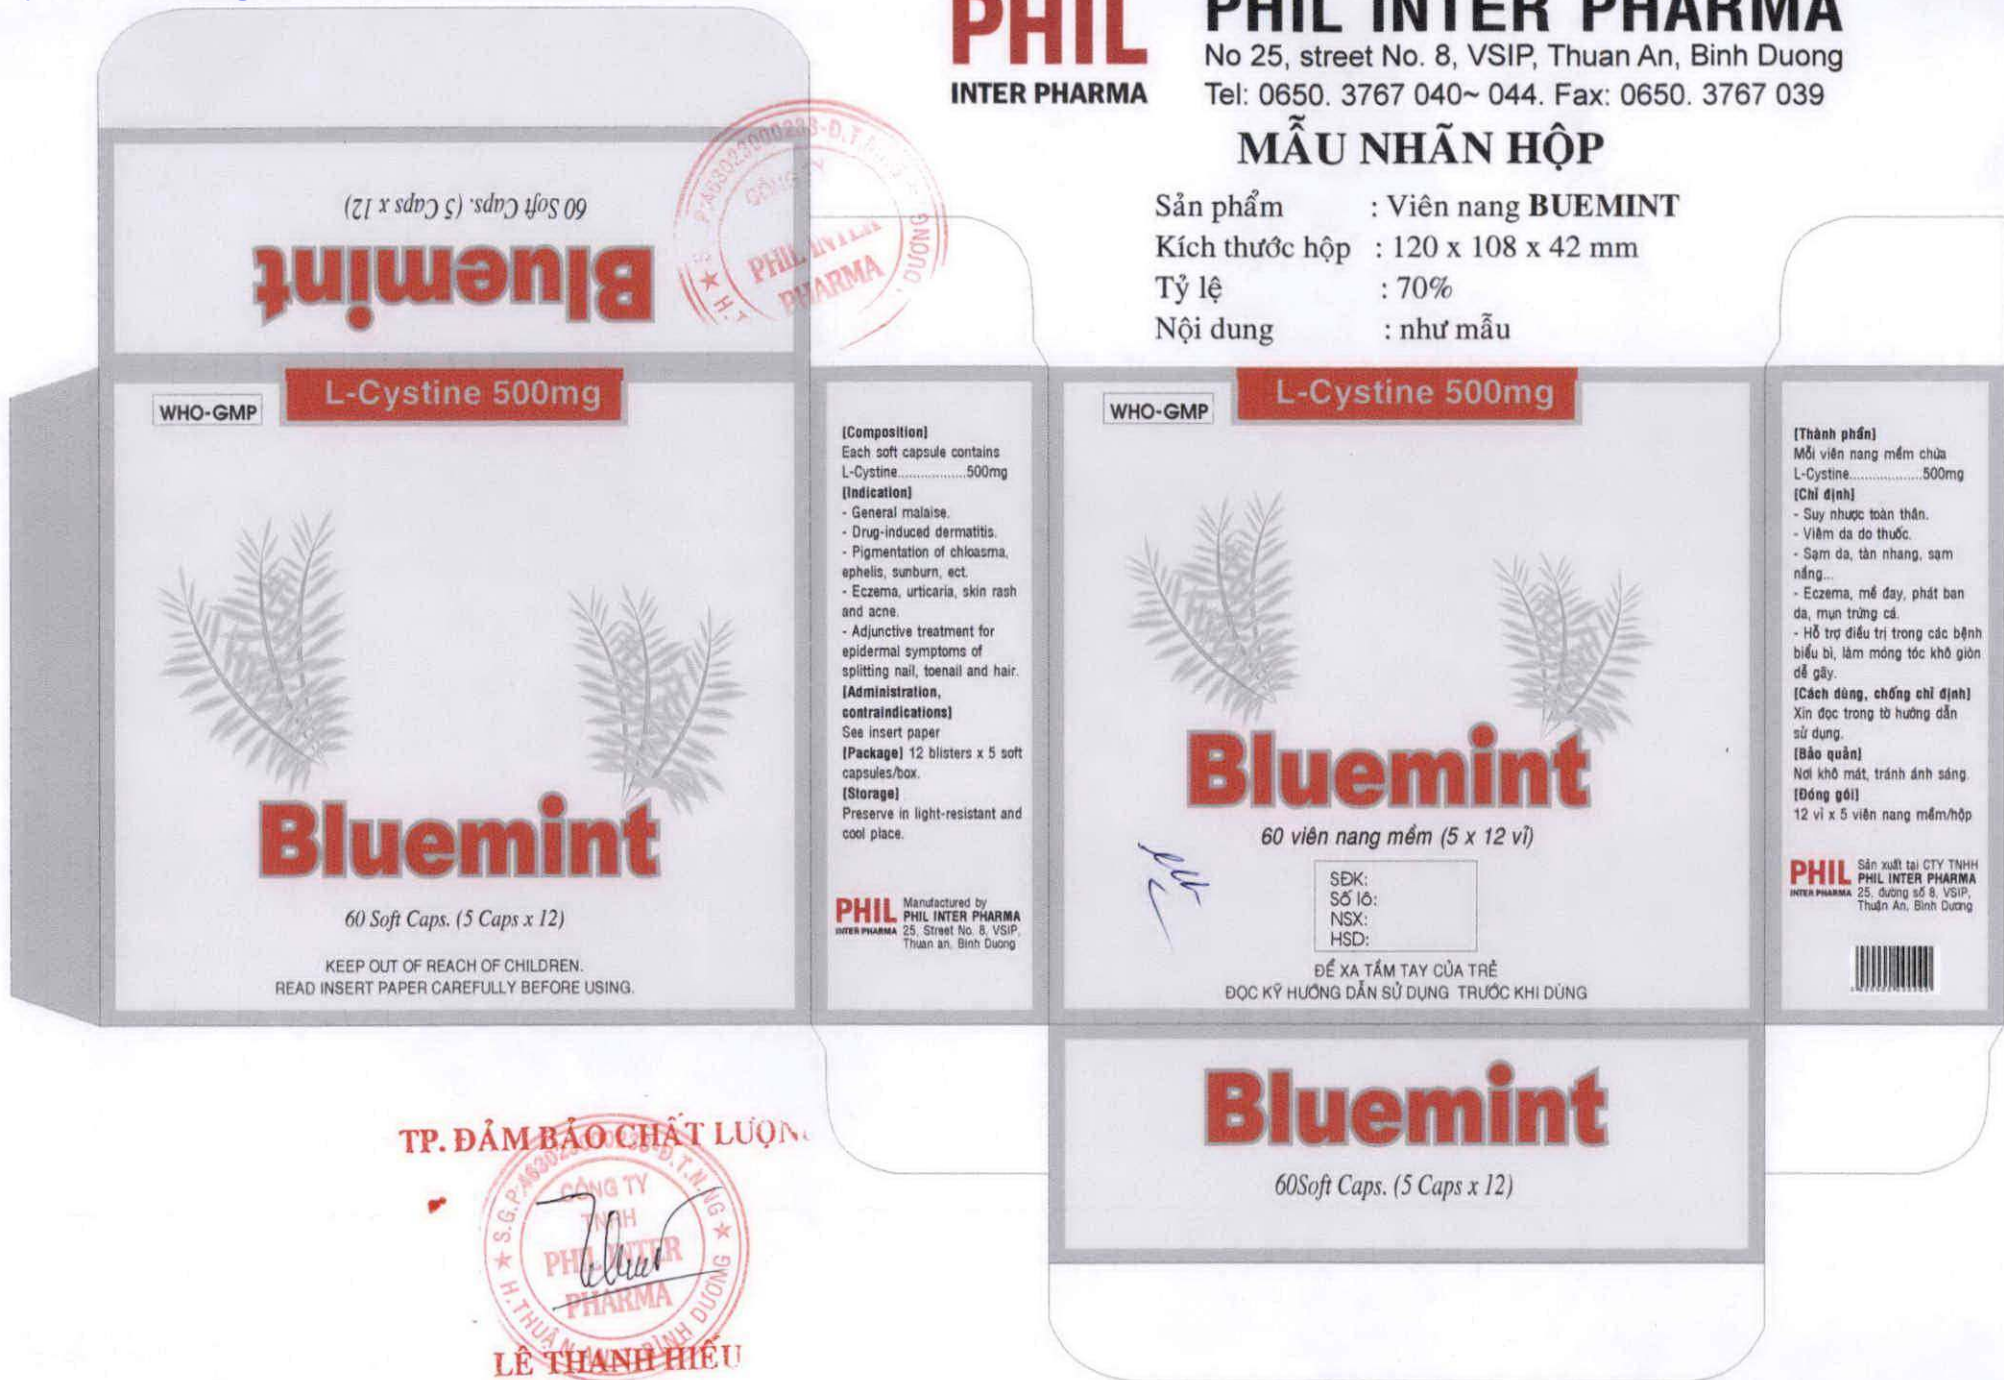 PHIL
INTER PHARMA
PHIL INTER PHARMA
No 25, street No. 8, VSIP, Thuan An, Binh Duong
Tel: 0650. 3767 040~ 044. Fax: 0650. 3767 039
MẪU NHÃN HỘP
Sản phẩm : Viên nang BUEMINT
Kích thước hộp : 120 x 108 x 42 mm
Tỷ lệ : 70%
Nội dung : như mẫu
CÔNG TY
PHIL INTER
PHARMA
Bluemint
60 Soft Caps. (5 Caps x 12)
L-Cystine 500mg
WHO-GMP
Bluemint
60 Soft Caps. (5 Caps x 12)
KEEP OUT OF REACH OF CHILDREN.
READ INSERT PAPER CAREFULLY BEFORE USING.
[Composition]
Each soft capsule contains
L-Cystine..................500mg
[Indication]
- General malaise.
- Drug-induced dermatitis.
- Pigmentation of chloasma,
ephelis, sunburn, ect.
- Eczema, urticaria, skin rash
and acne.
- Adjunctive treatment for
epidermal symptoms of
splitting nail, toenail and hair.
[Administration,
contraindications]
See insert paper
[Package] 12 blisters x 5 soft
capsules/box.
[Storage]
Preserve in light-resistant and
cool place.
PHIL
INTER PHARMA
Manufactured by
PHIL INTER PHARMA
25, Street No. 8, VSIP,
Thuan an, Binh Duong
L-Cystine 500mg
WHO-GMP
Bluemint
60 viên nang mềm (5 x 12 vỉ)
SĐK:
Số lô:
NSX:
HSD:
ĐỂ XA TẦM TAY CỦA TRẺ
ĐỌC KỸ HƯỚNG DẪN SỬ DỤNG TRƯỚC KHI DÙNG
[Thành phần]
Mỗi viên nang mềm chứa
L-Cystine...................500mg
[Chỉ định]
- Suy nhược toàn thân.
- Viêm da do thuốc.
- Sạm da, tàn nhang, sạm
nắng...
- Eczema, mề đay, phát ban
da, mụn trứng cá.
- Hỗ trợ điều trị trong các bệnh
biểu bì, làm móng tóc khô giòn
dễ gãy.
[Cách dùng, chống chỉ định]
Xin đọc trong tờ hướng dẫn
sử dụng.
[Bảo quản]
Nơi khô mát, tránh ánh sáng.
[Đóng gói]
12 vỉ x 5 viên nang mềm/hộp
PHIL
INTER PHARMA
Sản xuất tại CTY TNHH
PHIL INTER PHARMA
25, đường số 8, VSIP,
Thuận An, Bình Dương
Bluemint
60Soft Caps. (5 Caps x 12)
TP. ĐẢM BẢO CHẤT LƯỢNG
CÔNG TY
TNHH
PHIL INTER
PHARMA
H.THUẬN AN - BÌNH DƯƠNG
LÊ THANH HIẾU